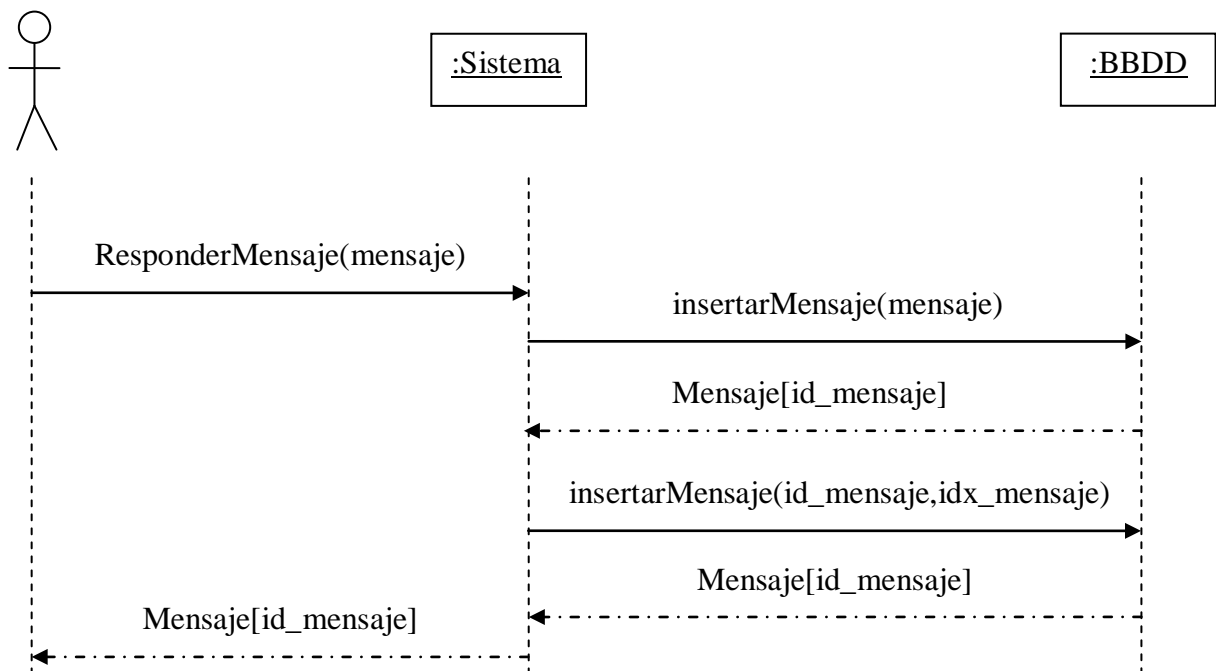 :Sistema
:BBDD
ResponderMensaje(mensaje)
insertarMensaje(mensaje)
Mensaje[id_mensaje]
insertarMensaje(id_mensaje,idx_mensaje)
Mensaje[id_mensaje]
Mensaje[id_mensaje]